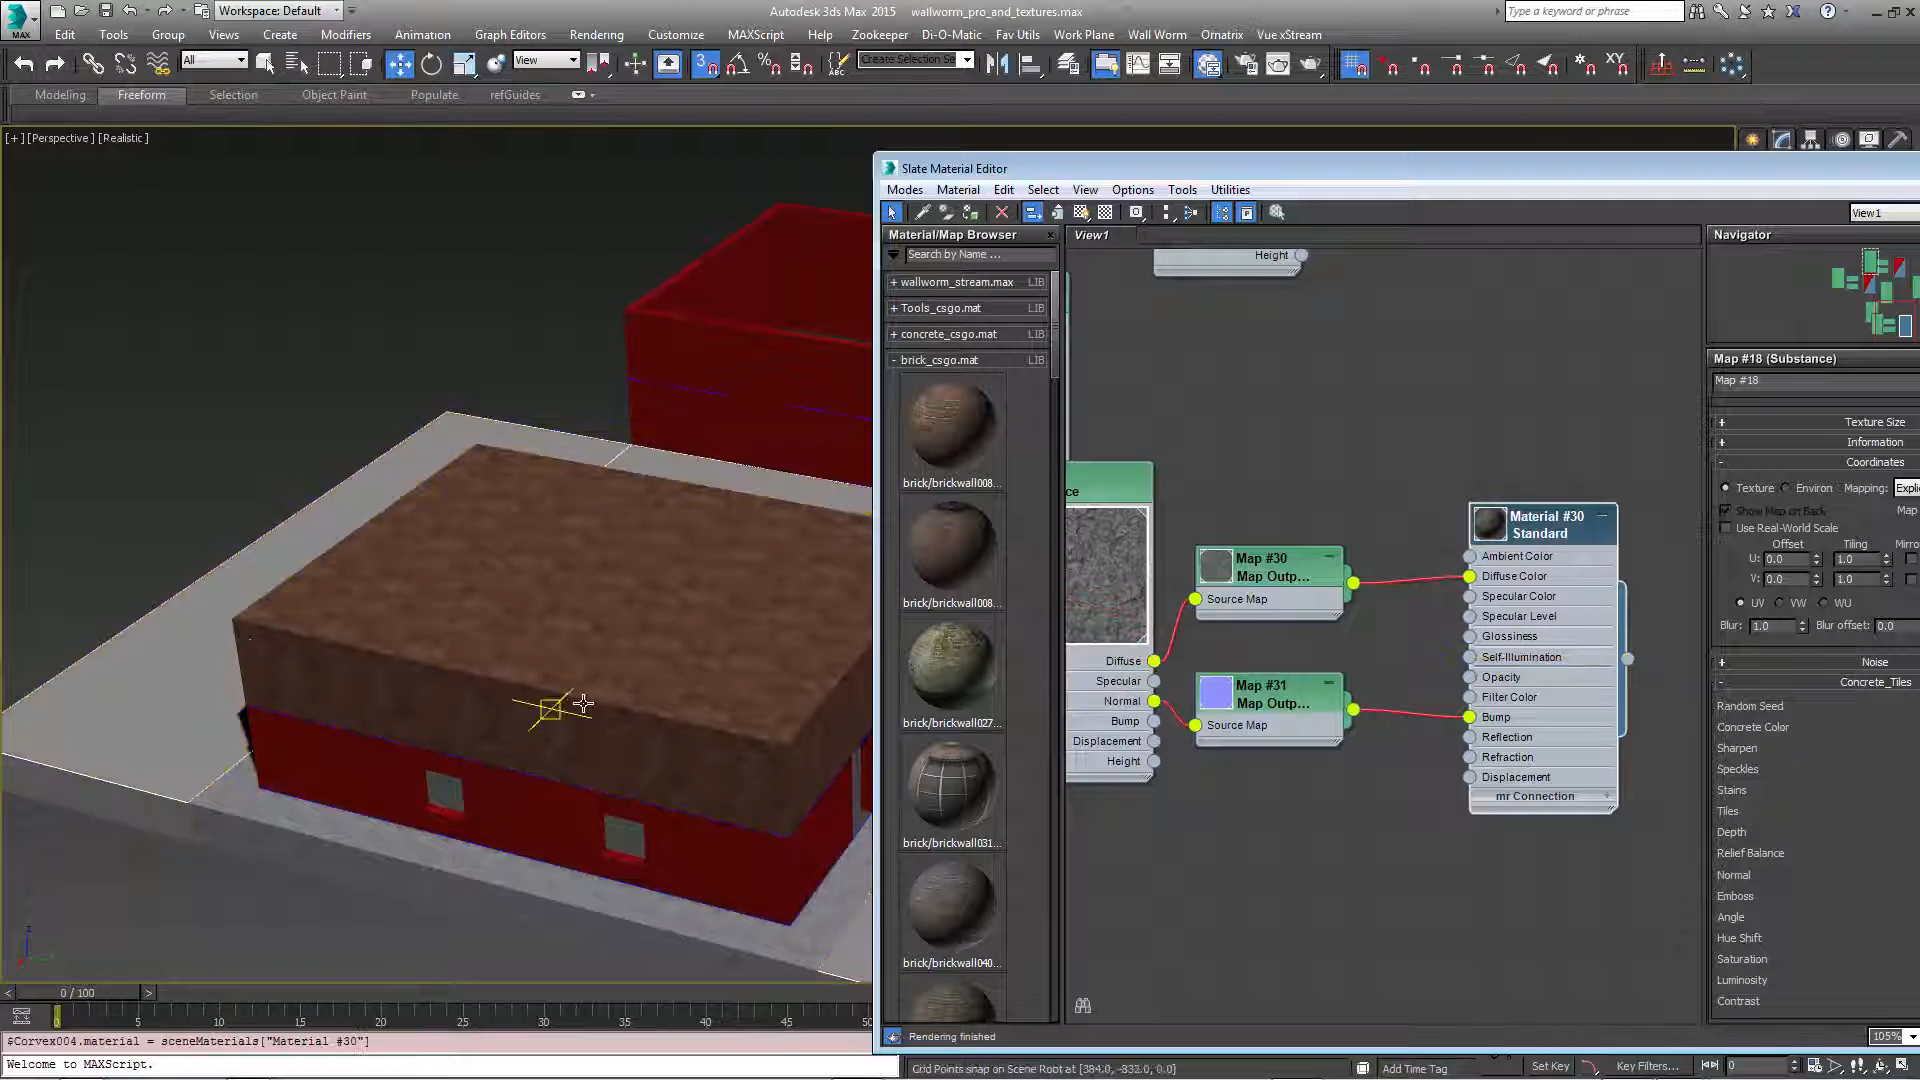 Workspace: Default
Autodesk 3ds Max 2015 wallworm_pro_and_textures.max
Type a keyword or phrase
MAX
Edit Tools Group Views Create Modifiers Animation Graph Editors Rendering Customize MAXScript Help Zookeeper Di-O-Matic Fav Utils Work Plane Wall Worm Ornatrix Vue xStream
All
View
3
Create Selection Se
XY
Modeling Freeform Selection Object Paint Populate refGuides
[+] [Perspective] [Realistic]
Slate Material Editor
Modes Material Edit Select View Options Tools Utilities
View1
Material/Map Browser
Search by Name ...
+ wallworm_stream.max LIB
+ Tools_csgo.mat LIB
+ concrete_csgo.mat LIB
- brick_csgo.mat LIB
brick/brickwall008...
brick/brickwall008...
brick/brickwall027...
brick/brickwall031...
brick/brickwall040...
View1
Height
ce
Diffuse
Specular
Normal
Bump
Displacement
Height
Map #30
Map Outp...
Source Map
Map #31
Map Outp...
Source Map
Material #30
Standard
Ambient Color
Diffuse Color
Specular Color
Specular Level
Glossiness
Self-Illumination
Opacity
Filter Color
Bump
Reflection
Refraction
Displacement
mr Connection +
Navigator
Map #18 (Substance)
Map #18
+ Texture Size
+ Information
- Coordinates
Texture Environ Mapping: Expli
Show Map on Back Map
Use Real-World Scale
Offset Tiling Mirro
U: 0.0 1.0
V: 0.0 1.0
UV VW WU
Blur: 1.0 Blur offset: 0.0
+ Noise
- Concrete_Tiles
Random Seed
Concrete Color
Sharpen
Speckles
Stains
Tiles
Depth
Relief Balance
Normal
Emboss
Angle
Hue Shift
Saturation
Luminosity
Contrast
Rendering finished
105%
< 0 / 100 >
0 5 10 15 20 25 30 35 40 45 50
$Corvex004.material = sceneMaterials["Material #30"]
Welcome to MAXScript.
Grid Points snap on Scene Root at [384.0, -832.0, 0.0]
Add Time Tag
Set Key
Key Filters...
0